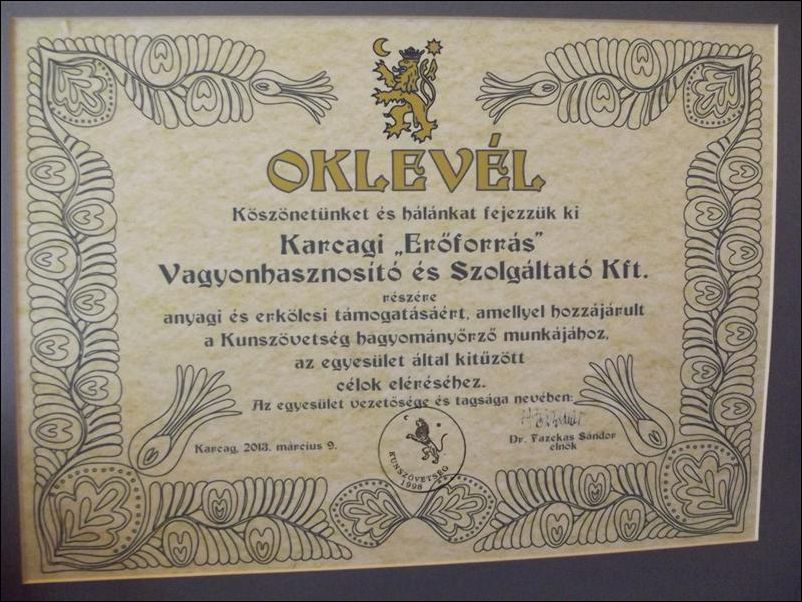 OKLEVÉL
Köszönetünket és hálánkat fejezzük ki
Karcagi „Erőforrás”
Vagyonhasznosító és Szolgáltató Kft.
részére
anyagi és erkölcsi támogatásáért, amellyel hozzájárult
a Kunszövetség hagyományőrző munkájához,
az egyesület által kitűzött
célok eléréséhez.
Az egyesület vezetősége és tagsága nevében:
Karcag, 2013. március 9.
Dr. Fazekas Sándor
elnök
KUNSZÖVETSÉG
1998